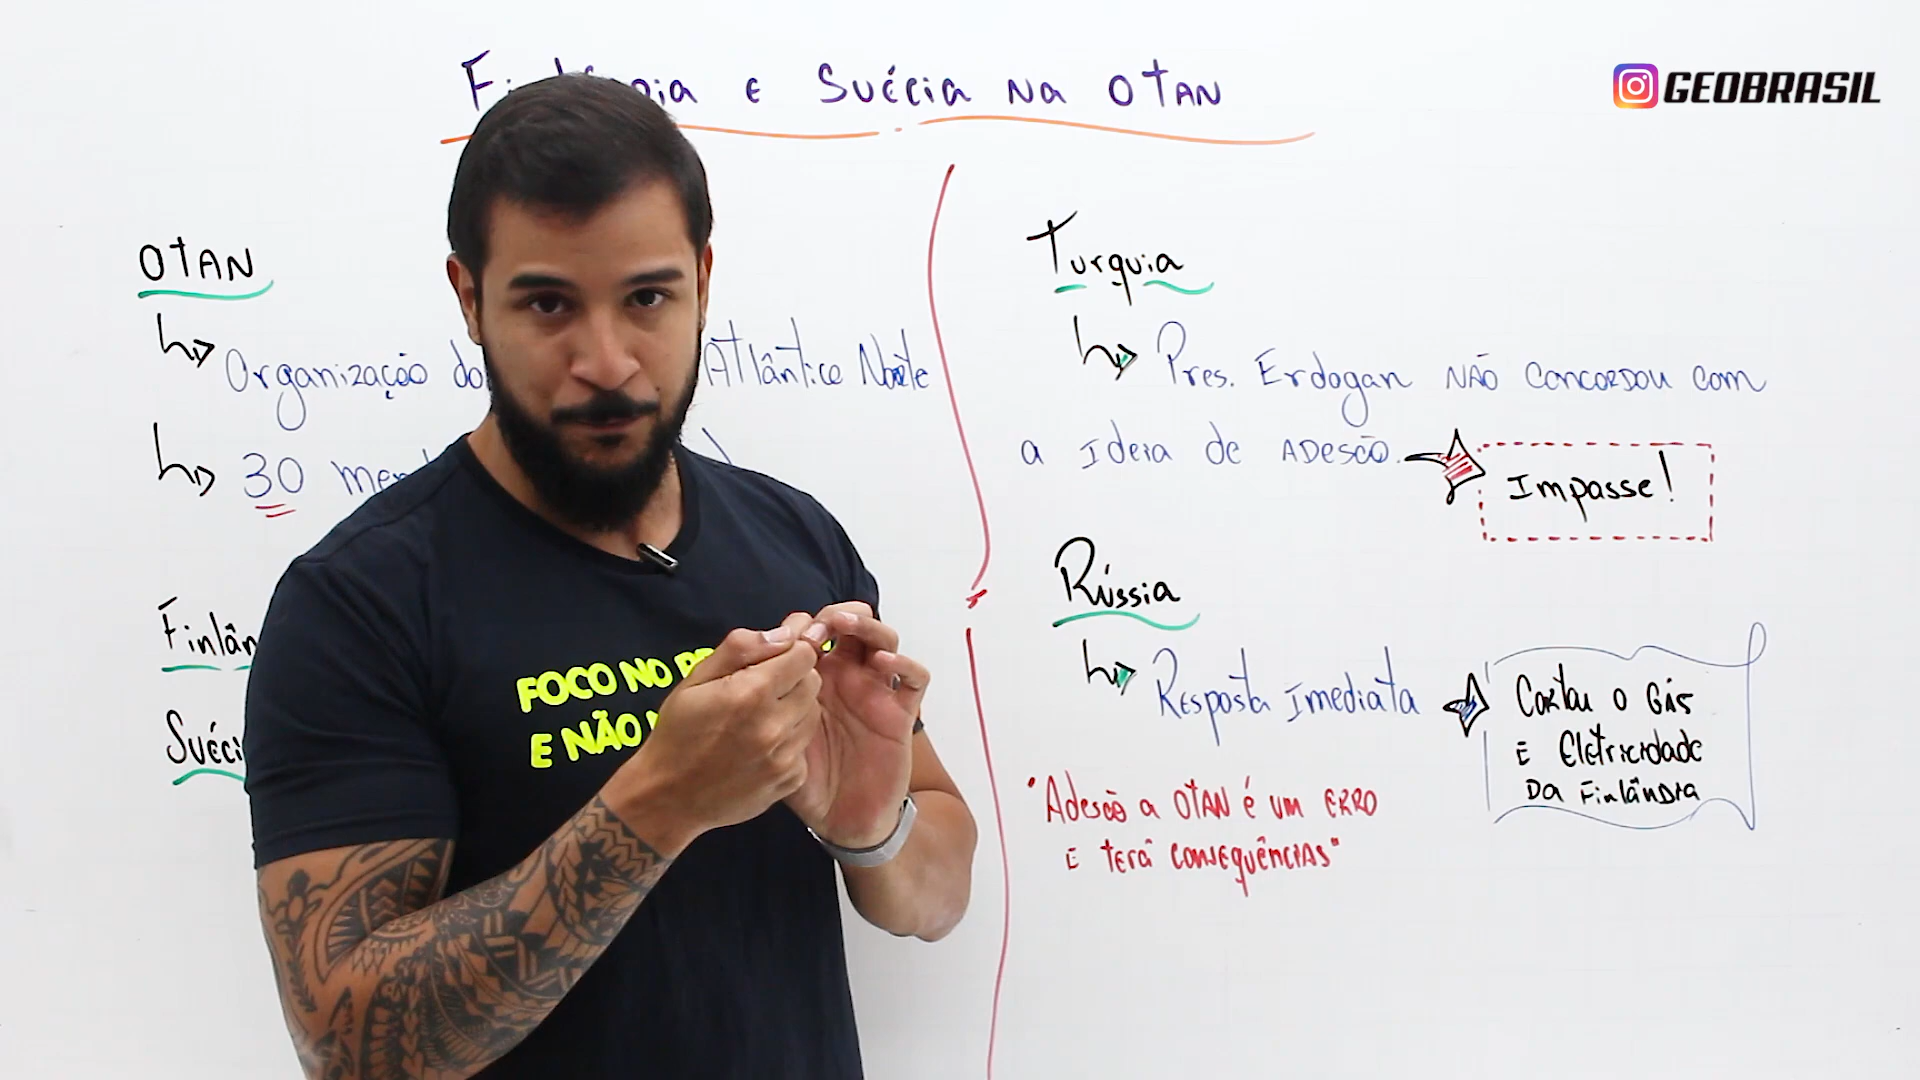 e Suécia na OTAN
GEOBRASIL
OTAN
Organização do Atlântico Norte
30
Turquia
Pres. Erdogan NÃO CONCORDOU com
a Ideia de ADesão.
Impasse!
Rússia
Resposta Imediata
Cortou o Gás
E Eletricidade
Da Finlândia
"Adesão a OTAN é um ERRO
E terá consequências"
FOCO NO
E NÃO